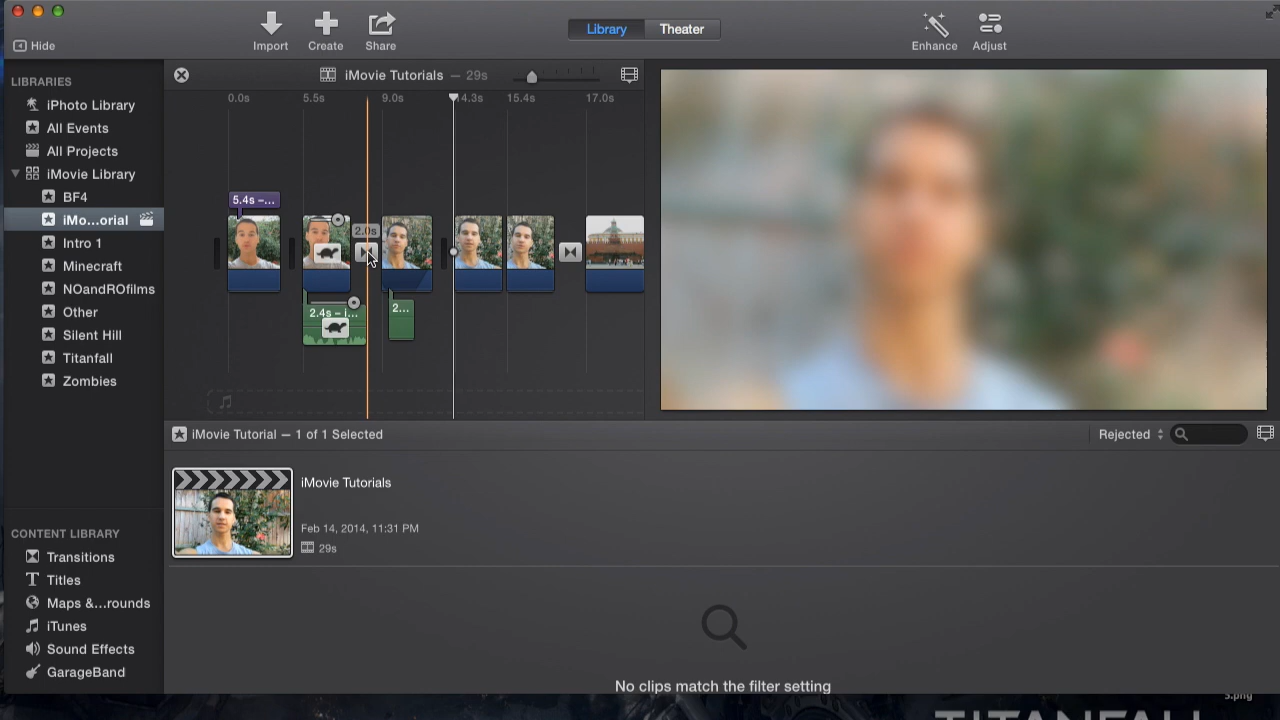 Hide
Import
Create
Share
Library
Theater
Enhance
Adjust
LIBRARIES
iPhoto Library
All Events
All Projects
iMovie Library
BF4
iMo...orial
Intro 1
Minecraft
NOandROfilms
Other
Silent Hill
Titanfall
Zombies
CONTENT LIBRARY
Transitions
Titles
Maps &...rounds
iTunes
Sound Effects
GarageBand
iMovie Tutorials — 29s
0.0s 5.5s 9.0s 14.3s 15.4s 17.0s
5.4s –...
2.0s
2.4s – i...
2...
iMovie Tutorial — 1 of 1 Selected
Rejected
iMovie Tutorials
Feb 14, 2014, 11:31 PM
29s
No clips match the filter setting
5.png
TITANFALL